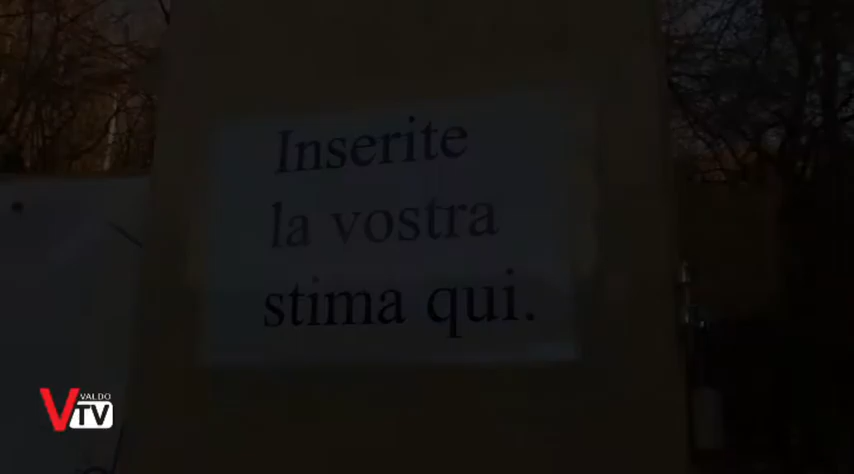 Inserite
la vostra
stima qui.
VALDO
VTV